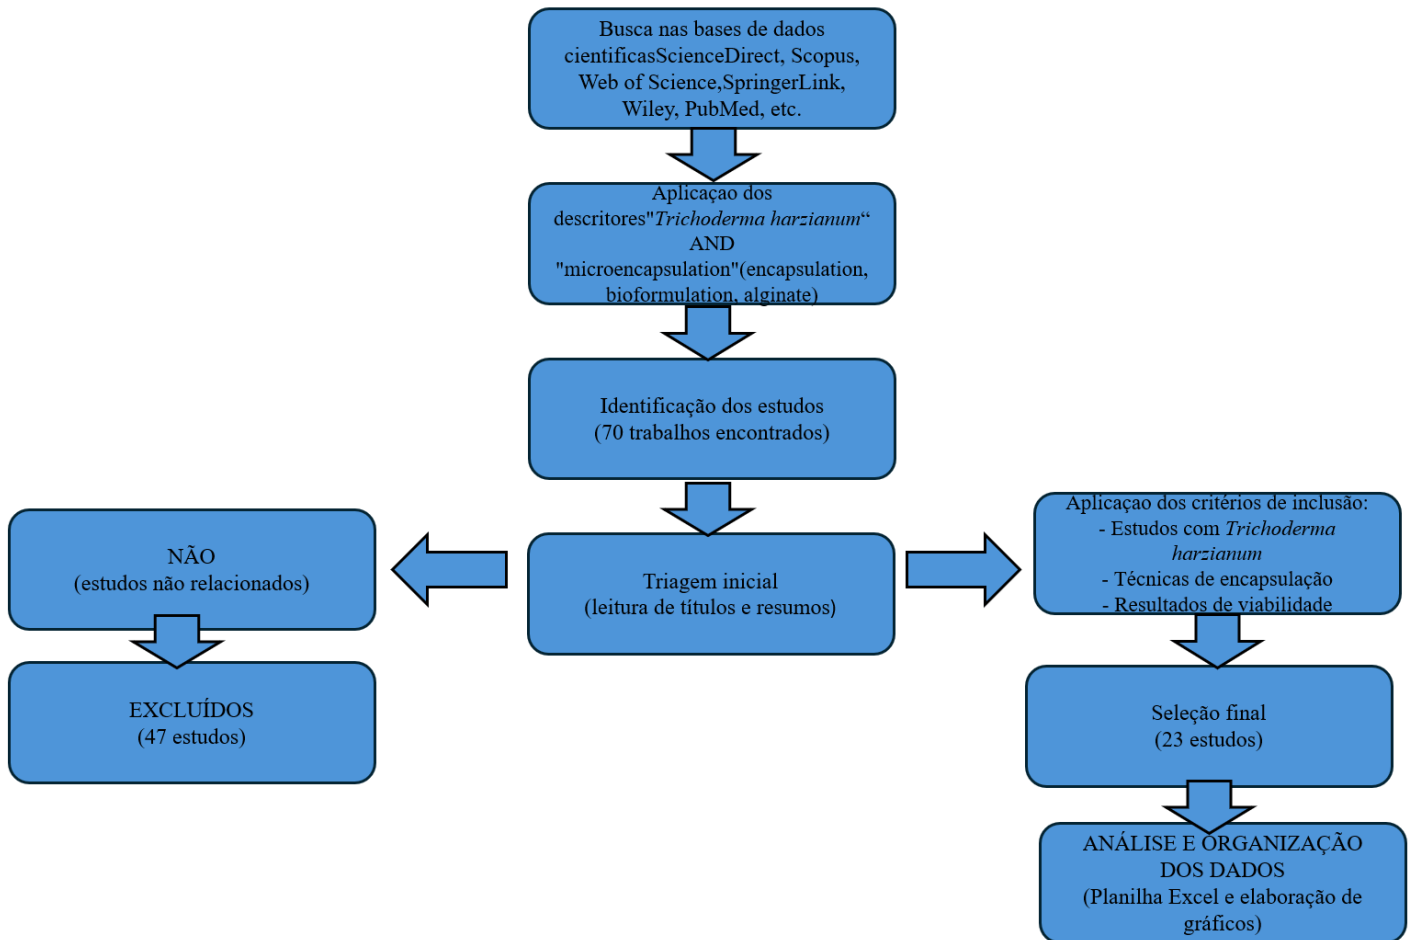 Busca nas bases de dados
cientificasScienceDirect, Scopus,
Web of Science,SpringerLink,
Wiley, PubMed, etc.
Aplicaçao dos
descritores"Trichoderma harzianum“
AND
"microencapsulation"(encapsulation,
bioformulation, alginate)
Identificação dos estudos
(70 trabalhos encontrados)
Triagem inicial
(leitura de títulos e resumos)
NÃO
(estudos não relacionados)
EXCLUÍDOS
(47 estudos)
Aplicaçao dos critérios de inclusão:
- Estudos com Trichoderma
harzianum
- Técnicas de encapsulação
- Resultados de viabilidade
Seleção final
(23 estudos)
ANÁLISE E ORGANIZAÇÃO
DOS DADOS
(Planilha Excel e elaboração de
gráficos)